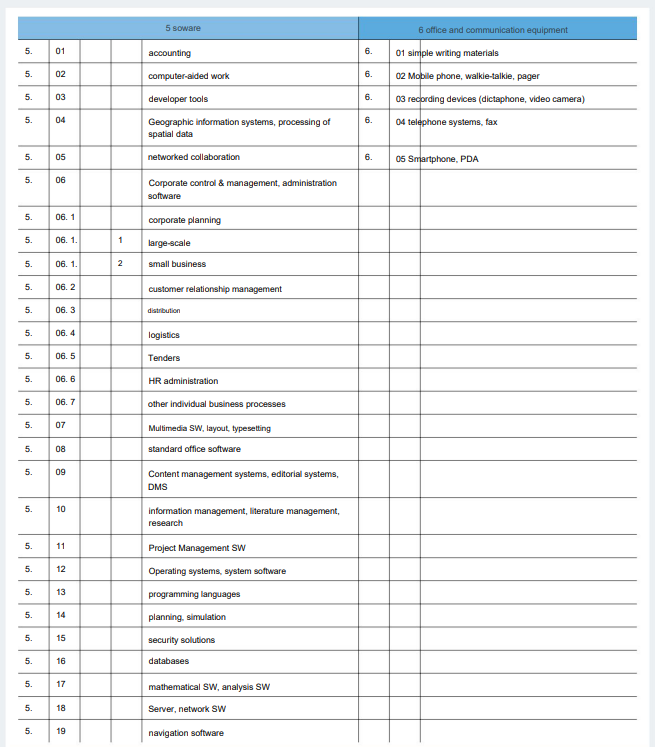 5 soware 6 office and communication equipment
5. 01 accounting 6. 01 simple writing materials
5. 02 computer-aided work 6. 02 Mobile phone, walkie-talkie, pager
5. 03 developer tools 6. 03 recording devices (dictaphone, video camera)
5. 04 Geographic information systems, processing of 6. 04 telephone systems, fax
spatial data
5. 05 networked collaboration 6. 05 Smartphone, PDA
5. 06 Corporate control & management, administration
software
5. 06. 1 corporate planning
5. 06. 1. 1 large-scale
5. 06. 1. 2 small business
5. 06. 2 customer relationship management
5. 06. 3 distribution
5. 06. 4 logistics
5. 06. 5 Tenders
5. 06. 6 HR administration
5. 06. 7 other individual business processes
5. 07 Multimedia SW, layout, typesetting
5. 08 standard office software
5. 09 Content management systems, editorial systems,
DMS
5. 10 information management, literature management,
research
5. 11 Project Management SW
5. 12 Operating systems, system software
5. 13 programming languages
5. 14 planning, simulation
5. 15 security solutions
5. 16 databases
5. 17 mathematical SW, analysis SW
5. 18 Server, network SW
5. 19 navigation software